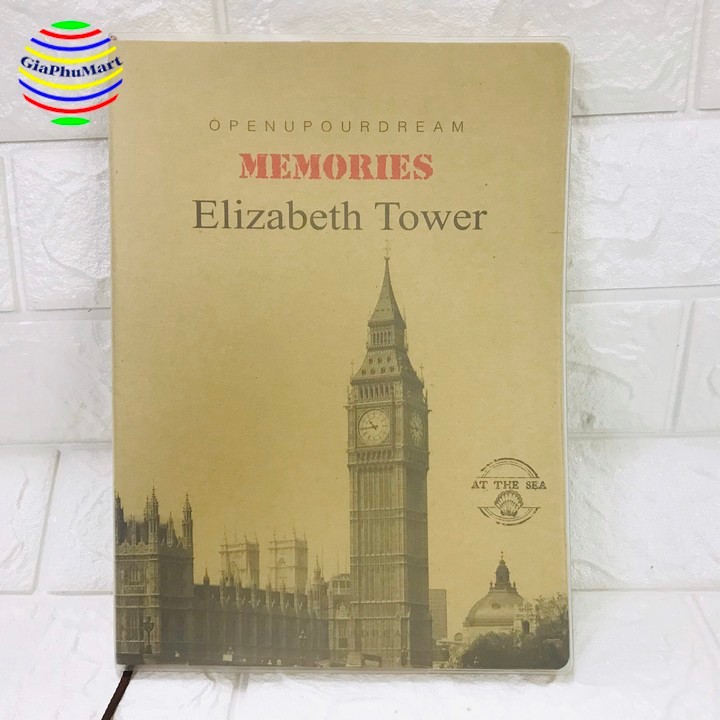 GiaPhuMart
OPENUPOURDREAM
MEMORIES
Elizabeth Tower
AT THE SEA